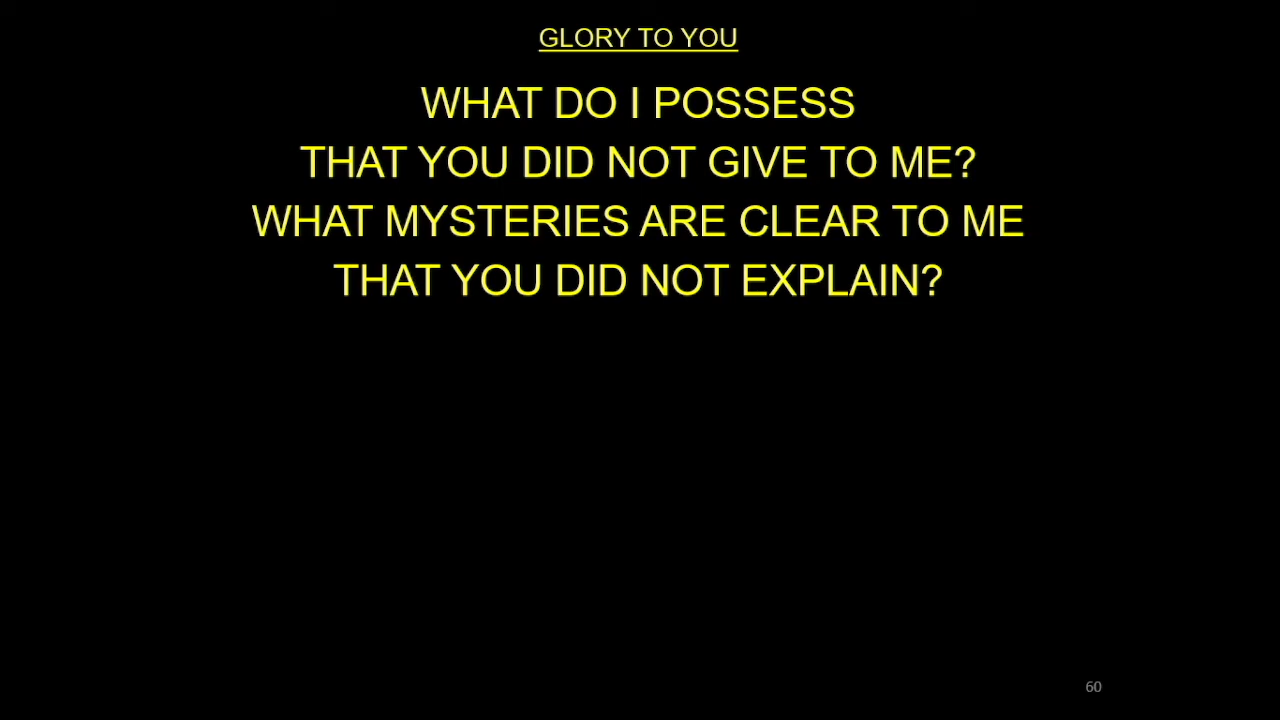 GLORY TO YOU
WHAT DO I POSSESS
THAT YOU DID NOT GIVE TO ME?
WHAT MYSTERIES ARE CLEAR TO ME
THAT YOU DID NOT EXPLAIN?
60